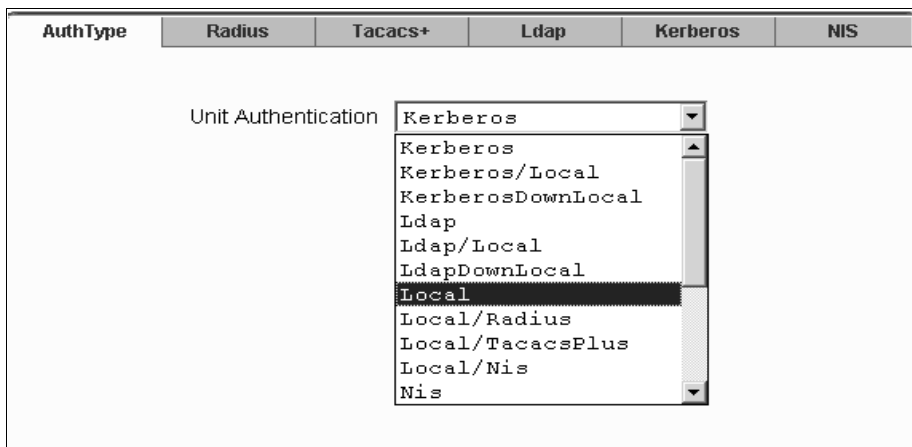 AuthType Radius Tacacs+ Ldap Kerberos NIS
Unit Authentication Kerberos
Kerberos
Kerberos/Local
KerberosDownLocal
Ldap
Ldap/Local
LdapDownLocal
Local
Local/Radius
Local/TacacsPlus
Local/Nis
Nis